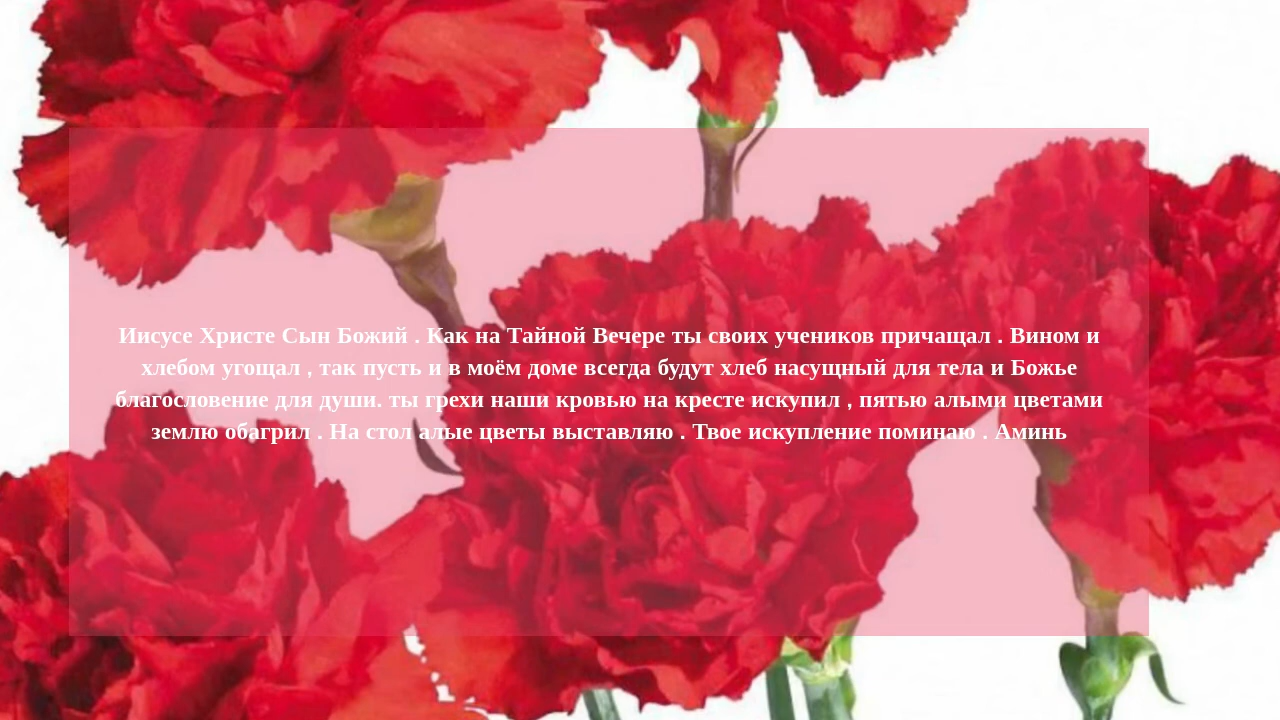 Иисусе Христе Сын Божий . Как на Тайной Вечере ты своих учеников причащал . Вином и
хлебом угощал , так пусть и в моём доме всегда будут хлеб насущный для тела и Божье
благословение для души. ты грехи наши кровью на кресте искупил , пятью алыми цветами
землю обагрил . На стол алые цветы выставляю . Твое искупление поминаю . Аминь